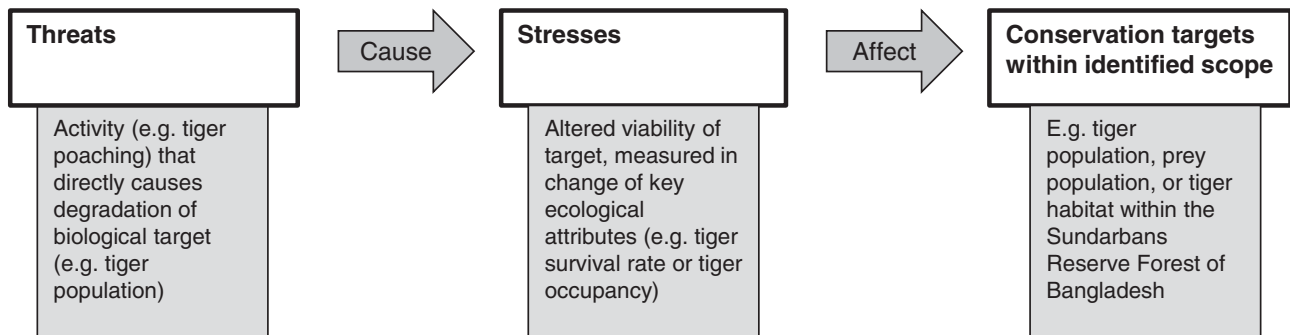 Threats
Cause
Stresses
Affect
Conservation targets
within identified scope
Activity (e.g. tiger
poaching) that
directly causes
degradation of
biological target
(e.g. tiger
population)
Altered viability of
target, measured in
change of key
ecological
attributes (e.g. tiger
survival rate or tiger
occupancy)
E.g. tiger
population, prey
population, or tiger
habitat within the
Sundarbans
Reserve Forest of
Bangladesh